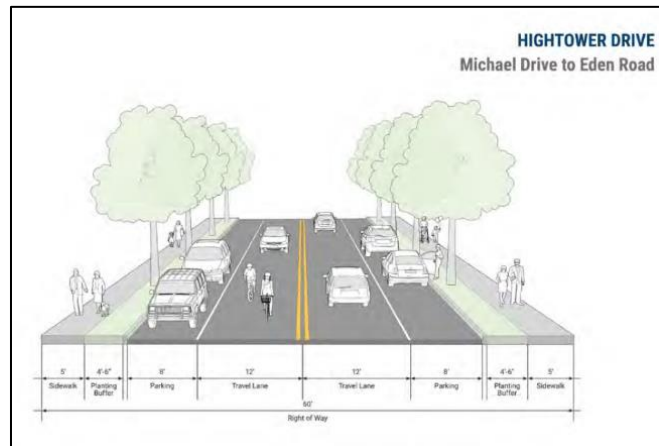 HIGHTOWER DRIVE
Michael Drive to Eden Road
5' 4'-6" 8' 12' 12' 8' 4'-6" 5'
Sidewalk Planting Buffer Parking Travel Lane Travel Lane Parking Planting Buffer Sidewalk
60'
Right of Way